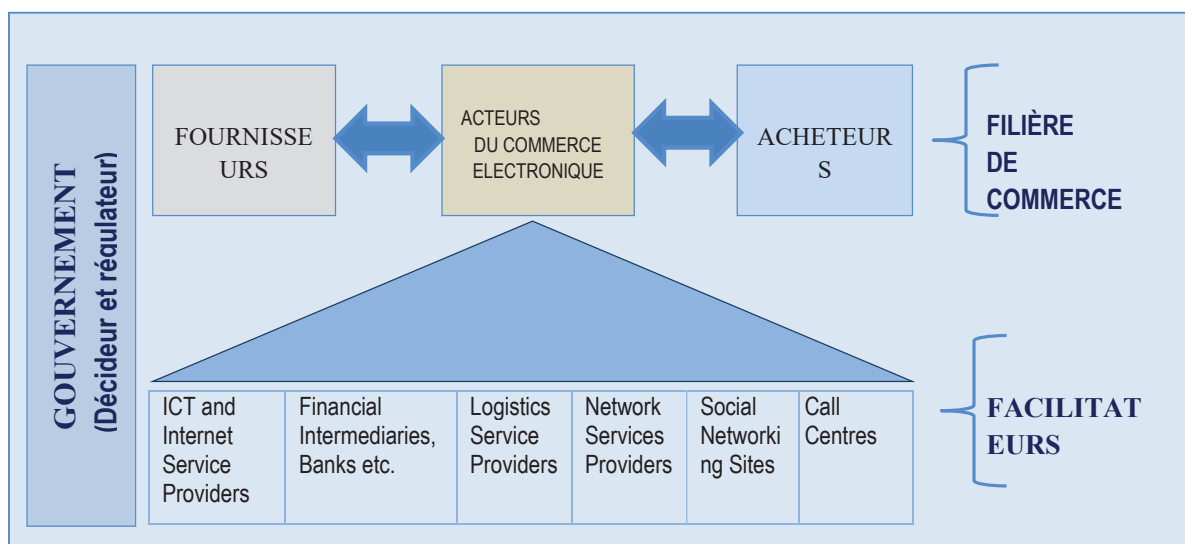 GOUVERNEMENT
(Décideur et régulateur)
FOURNISSE
URS
ACTEURS
DU COMMERCE
ELECTRONIQUE
ACHETEUR
S
FILIÈRE
DE
COMMERCE
ICT and
Internet
Service
Providers
Financial
Intermediaries,
Banks etc.
Logistics
Service
Providers
Network
Services
Providers
Social
Networki
ng Sites
Call
Centres
FACILITAT
EURS